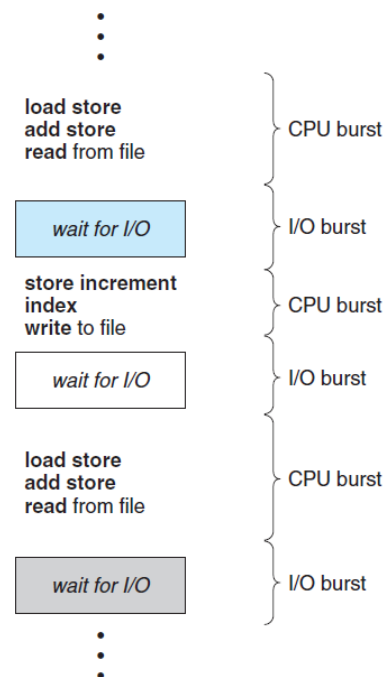 load store
add store
read from file
CPU burst
wait for I/O
I/O burst
store increment
index
write to file
CPU burst
wait for I/O
I/O burst
load store
add store
read from file
CPU burst
wait for I/O
I/O burst